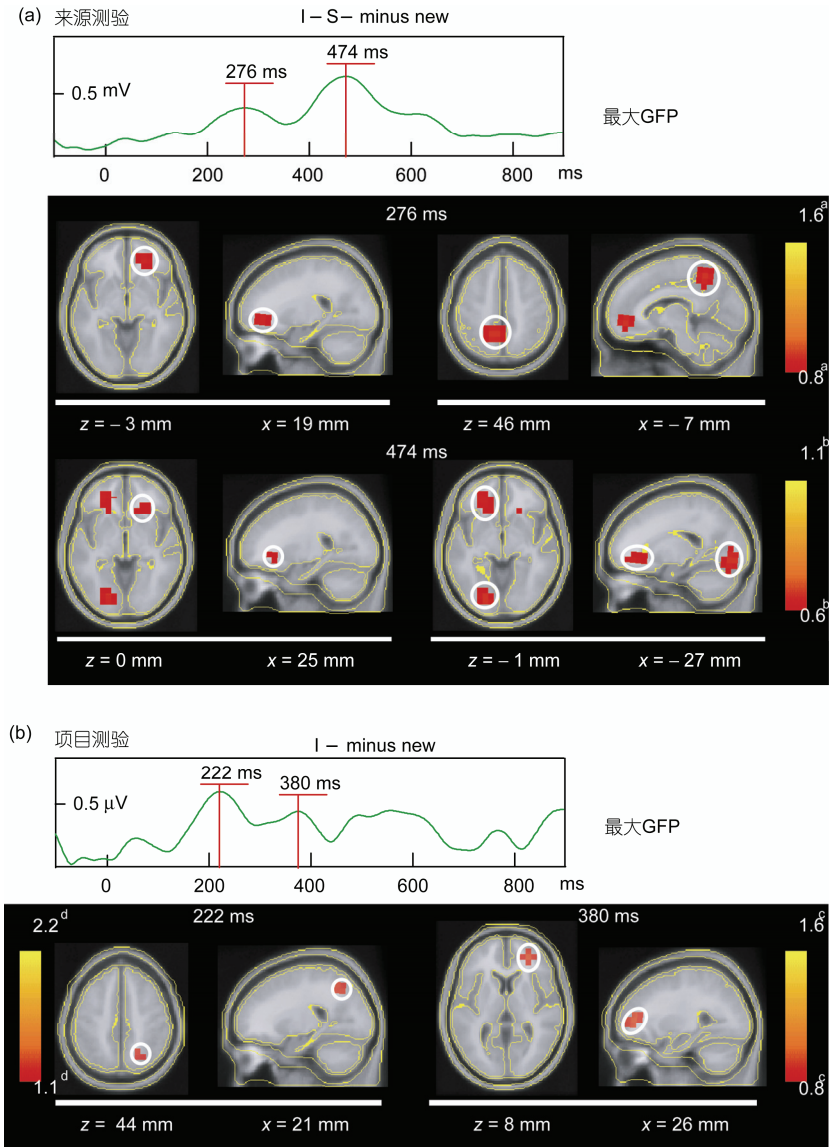 (a) 来源测验 I – S – minus new
276 ms
474 ms
0.5 mV
最大GFP
0 200 400 600 800 ms
276 ms
1.6a
0.8a
z = – 3 mm x = 19 mm z = 46 mm x = – 7 mm
474 ms
1.1b
0.6b
z = 0 mm x = 25 mm z = – 1 mm x = – 27 mm
(b) 项目测验 I – minus new
222 ms 380 ms
0.5 μV
最大GFP
0 200 400 600 800 ms
2.2d 222 ms 380 ms 1.6c
1.1d 0.8c
z = 44 mm x = 21 mm z = 8 mm x = 26 mm